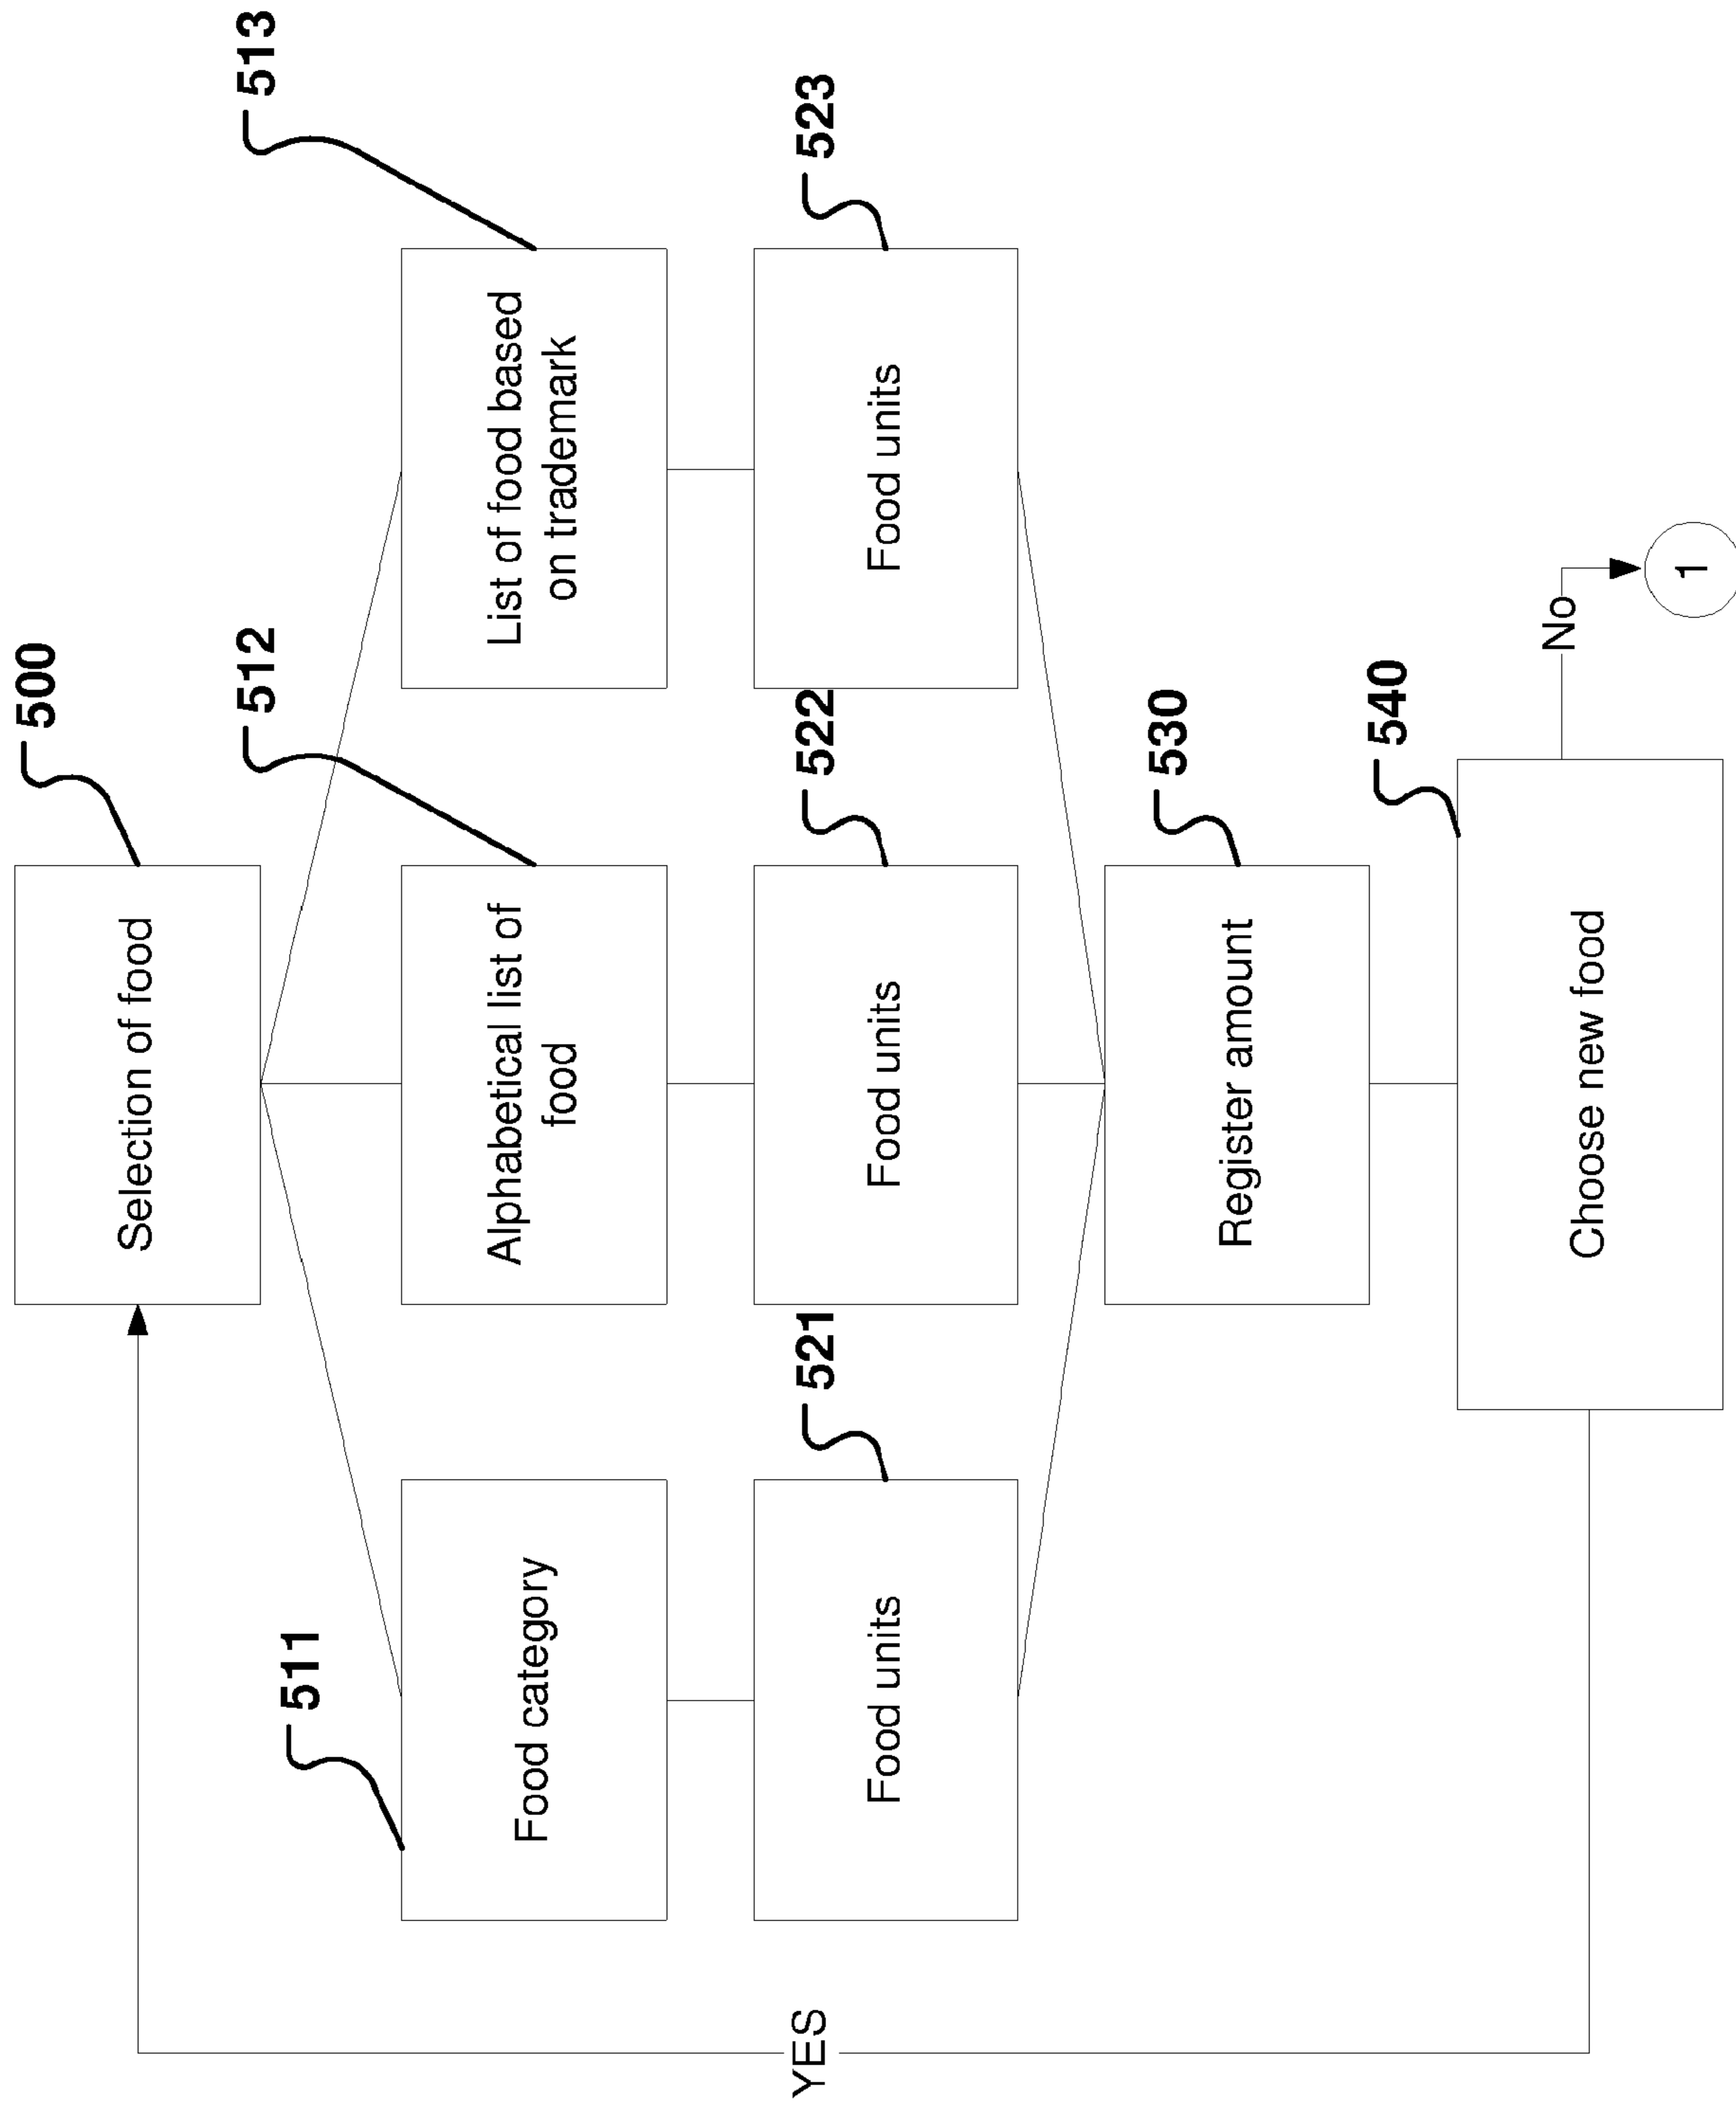 500
Selection of food
511
512
513
Food category
Alphabetical list of
food
List of food based
on trademark
521
522
523
Food units
Food units
Food units
530
Register amount
540
Choose new food
YES
No
1